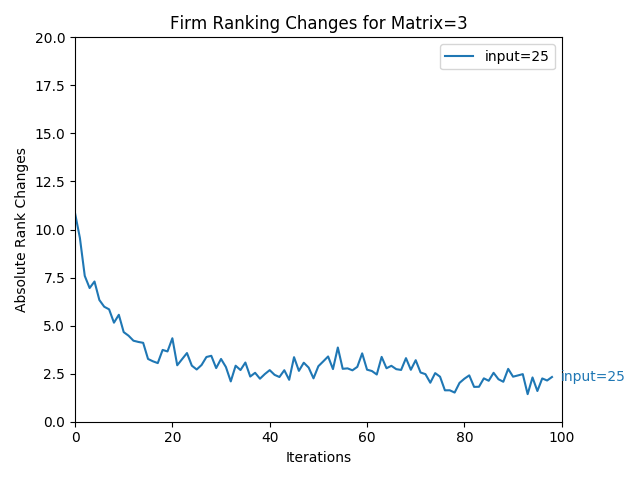 Firm Ranking Changes for Matrix=3
input=25
20.0
17.5
15.0
12.5
10.0
7.5
5.0
2.5
0.0
Absolute Rank Changes
input=25
0 20 40 60 80 100
Iterations